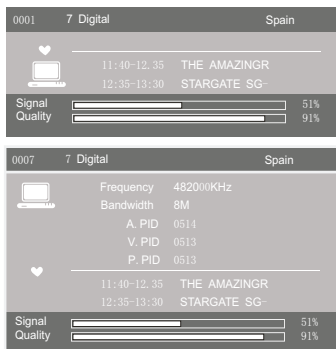 0001 7 Digital Spain
11:40-12.35 THE AMAZINGR
12:35-13:30 STARGATE SG-
Signal 51%
Quality 91%
0007 7 Digital Spain
Frequency 482000KHz
Bandwidth 8M
A. PID 0514
V. PID 0513
P. PID 0513
11:40-12.35 THE AMAZINGR
12:35-13:30 STARGATE SG-
Signal 51%
Quality 91%